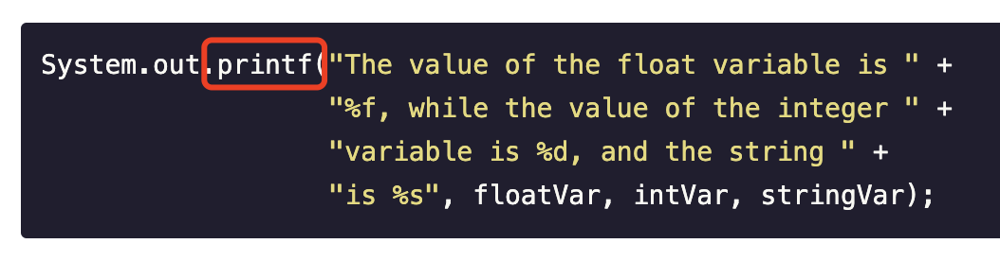 System.out.printf("The value of the float variable is " +
"%f, while the value of the integer " +
"variable is %d, and the string " +
"is %s", floatVar, intVar, stringVar);